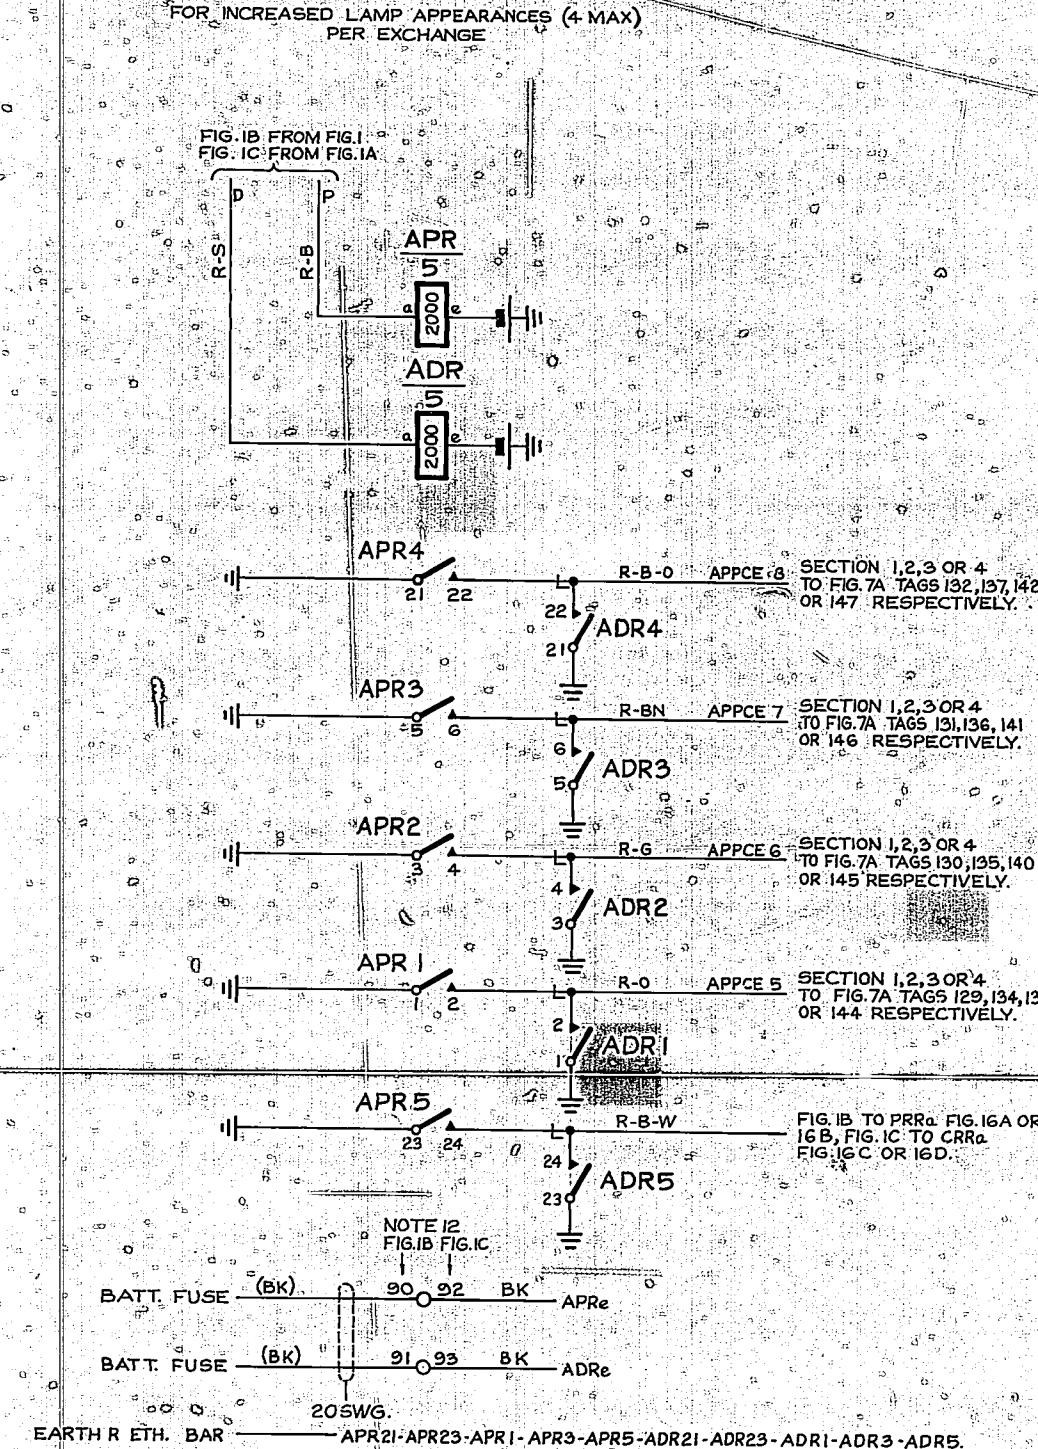 FOR INCREASED LAMP APPEARANCES (4 MAX)
PER EXCHANGE
FIG.1B FROM FIG.1
FIG.1C FROM FIG.1A
D P
R-S R-B
APR
5
a 2000 e
ADR
5
a 2000 e
APR4
21 22
R-B-O APPCE 8
SECTION 1,2,3 OR 4
TO FIG.7A TAGS 132,137,142
OR 147 RESPECTIVELY.
22
21
ADR4
APR3
5 6
R-BN APPCE 7
SECTION 1,2,3 OR 4
TO FIG.7A TAGS 131,136,141
OR 146 RESPECTIVELY.
6
5
ADR3
APR2
3 4
R-G APPCE 6
SECTION 1,2,3 OR 4
TO FIG.7A TAGS 130,135,140
OR 145 RESPECTIVELY.
4
3
ADR2
APR 1
1 2
R-O APPCE 5
SECTION 1,2,3 OR 4
TO FIG.7A TAGS 129,134,
OR 144 RESPECTIVELY.
2
1
ADR1
APR5
23 24
R-B-W
FIG.1B TO PRRa FIG.16A OR
16B, FIG.1C TO CRRa
FIG.16C OR 16D.
24
23
ADR5
NOTE 12
FIG.1B FIG.1C
BATT. FUSE (BK) 90 92 BK APRe
BATT. FUSE (BK) 91 93 BK ADRe
20SWG.
EARTH R ETH. BAR APR21-APR23-APR1-APR3-APR5-ADR21-ADR23-ADR1-ADR3-ADR5.